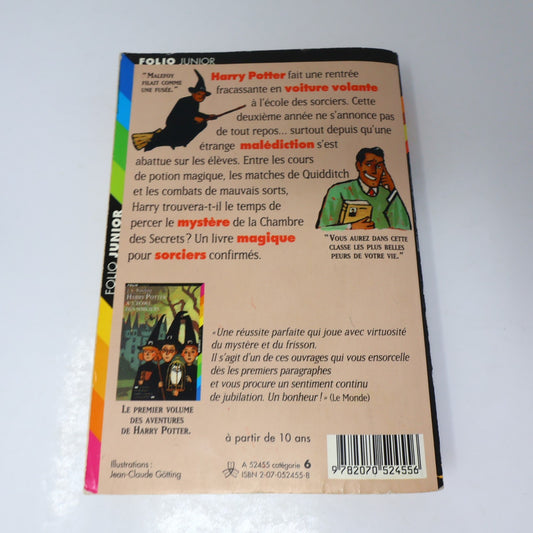 FOLIO JUNIOR
"MALEFOY
FILAIT COMME
UNE FUSÉE."
Harry Potter fait une rentrée
fracassante en voiture volante
à l'école des sorciers. Cette
deuxième année ne s'annonce pas
de tout repos... surtout depuis qu'une
étrange malédiction s'est
abattue sur les élèves. Entre les cours
de potion magique, les matches de Quidditch
et les combats de mauvais sorts,
Harry trouvera-t-il le temps de
percer le mystère de la Chambre
des Secrets? Un livre magique
pour sorciers confirmés.
"VOUS AUREZ DANS CETTE
CLASSE LES PLUS BELLES
PEURS DE VOTRE VIE."
FOLIO JUNIOR
FOLIO
HARRY POTTER
À L'ÉCOLE
DES SORCIERS
LE PREMIER VOLUME
DES AVENTURES
DE HARRY POTTER.
«Une réussite parfaite qui joue avec virtuosité
du mystère et du frisson.
Il s'agit d'un de ces ouvrages qui vous ensorcelle
dès les premiers paragraphes
et vous procure un sentiment continu
de jubilation. Un bonheur!» (Le Monde)
à partir de 10 ans
Illustrations :
Jean-Claude Götting
A 52455 catégorie 6
ISBN 2-07-052455-8
9 782070 524556